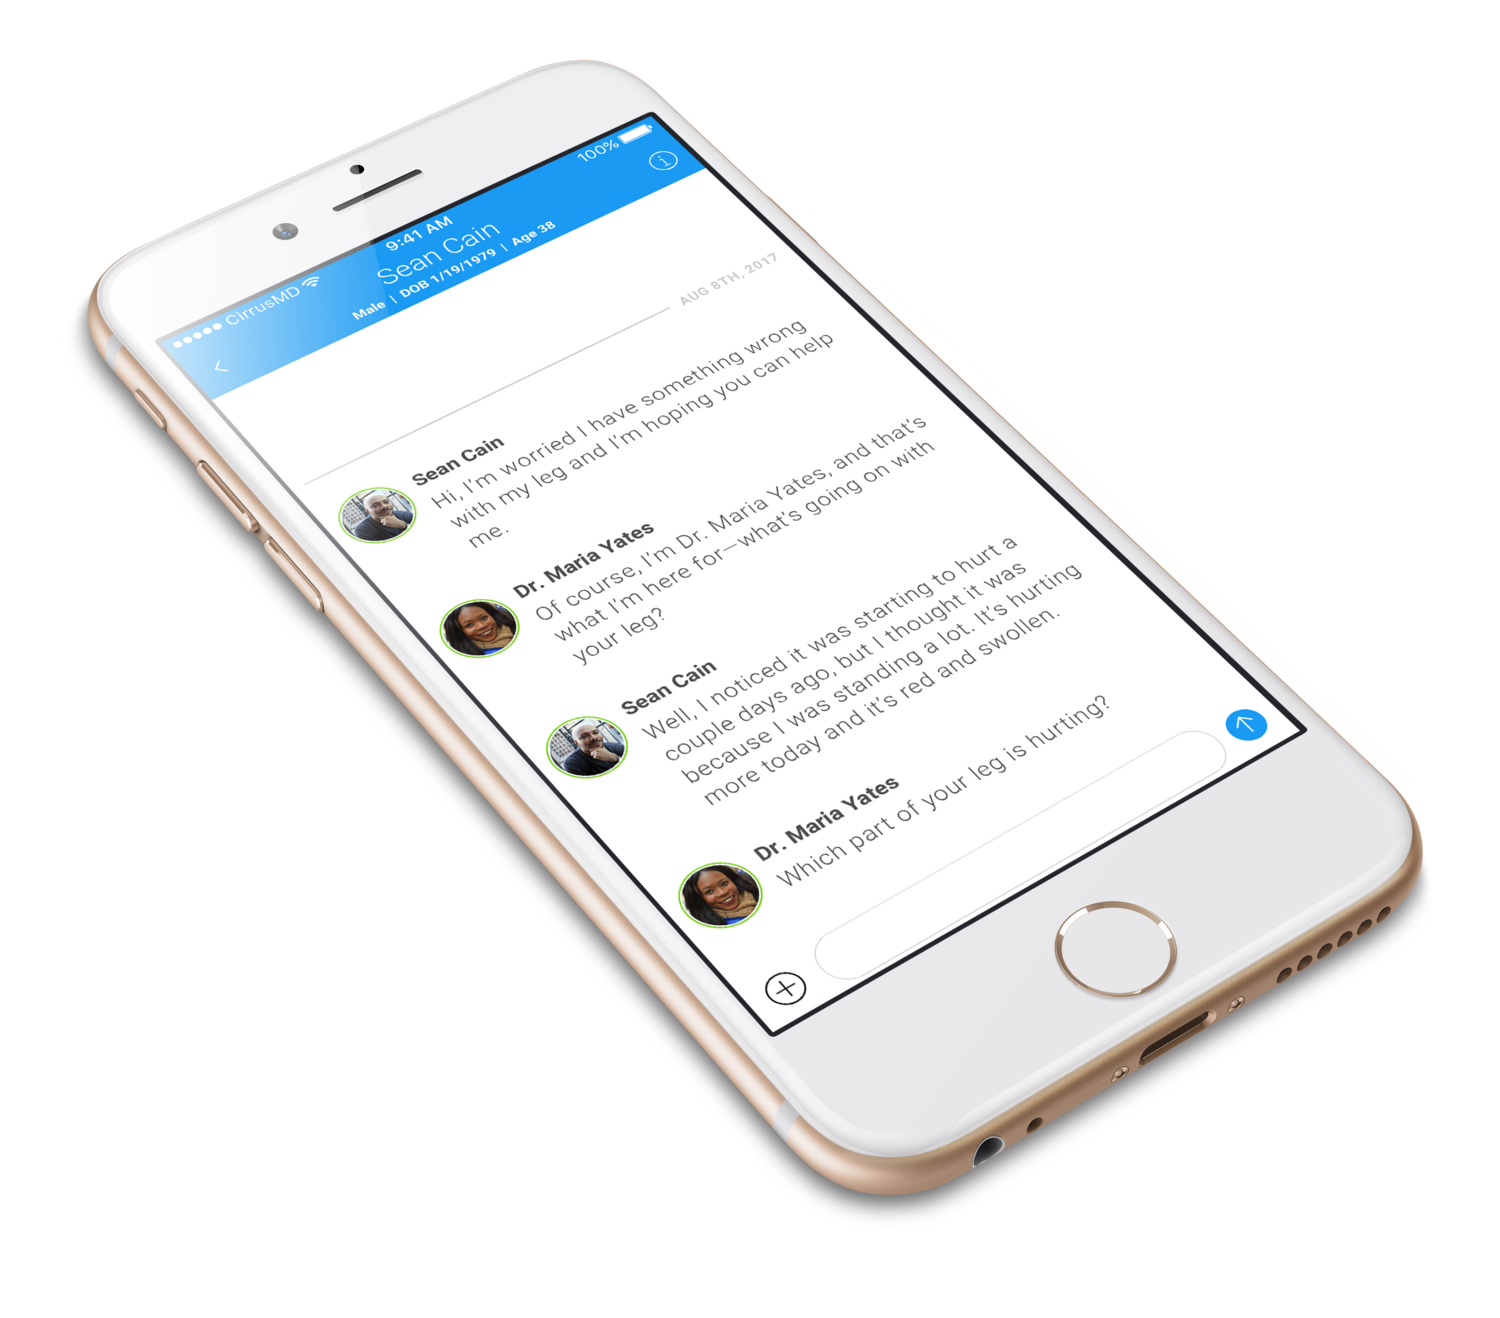 CirrusMD
9:41 AM
100%
Sean Cain
Male | DOB 1/19/1979 | Age 38
AUG 8TH, 2017
Sean Cain
Hi, I'm worried I have something wrong
with my leg and I'm hoping you can help
me.
Dr. Maria Yates
Of course, I'm Dr. Maria Yates, and that's
what I'm here for—what's going on with
your leg?
Sean Cain
Well, I noticed it was starting to hurt a
couple days ago, but I thought it was
because I was standing a lot. It's hurting
more today and it's red and swollen.
Dr. Maria Yates
Which part of your leg is hurting?